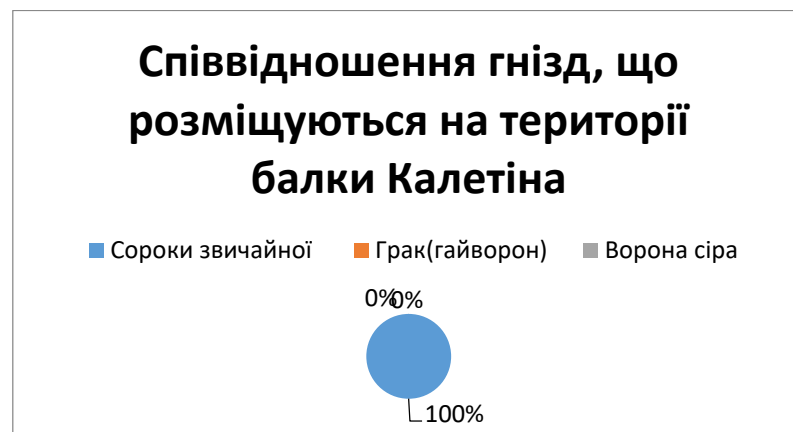 Співвідношення гнізд, що
розміщуються на території
балки Калетіна
Сороки звичайної Грак(гайворон) Ворона сіра
0% 0%
100%